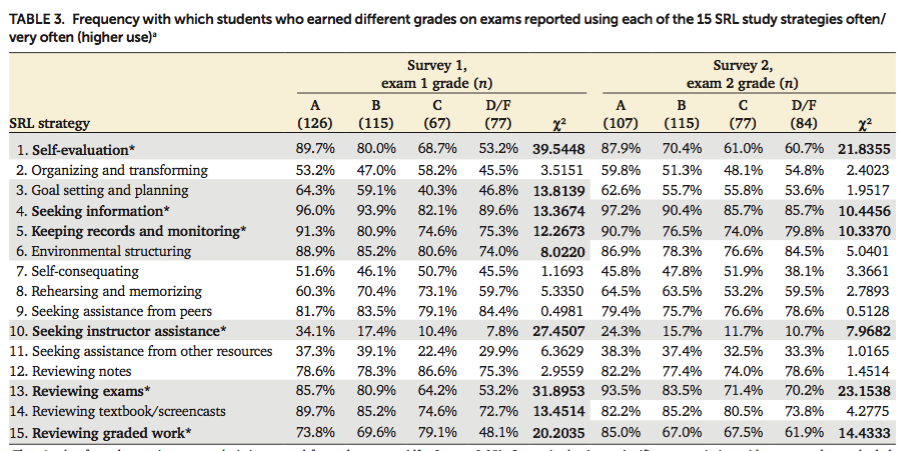 TABLE 3. Frequency with which students who earned different grades on exams reported using each of the 15 SRL study strategies often/
very often (higher use)ᵃ
Survey 1, Survey 2,
exam 1 grade (n) exam 2 grade (n)
A B C D/F A B C D/F
SRL strategy (126) (115) (67) (77) χ² (107) (115) (77) (84) χ²
1. Self-evaluation* 89.7% 80.0% 68.7% 53.2% 39.5448 87.9% 70.4% 61.0% 60.7% 21.8355
2. Organizing and transforming 53.2% 47.0% 58.2% 45.5% 3.5151 59.8% 51.3% 48.1% 54.8% 2.4023
3. Goal setting and planning 64.3% 59.1% 40.3% 46.8% 13.8139 62.6% 55.7% 55.8% 53.6% 1.9517
4. Seeking information* 96.0% 93.9% 82.1% 89.6% 13.3674 97.2% 90.4% 85.7% 85.7% 10.4456
5. Keeping records and monitoring* 91.3% 80.9% 74.6% 75.3% 12.2673 90.7% 76.5% 74.0% 79.8% 10.3370
6. Environmental structuring 88.9% 85.2% 80.6% 74.0% 8.0220 86.9% 78.3% 76.6% 84.5% 5.0401
7. Self-consequating 51.6% 46.1% 50.7% 45.5% 1.1693 45.8% 47.8% 51.9% 38.1% 3.3661
8. Rehearsing and memorizing 60.3% 70.4% 73.1% 59.7% 5.3350 64.5% 63.5% 53.2% 59.5% 2.7893
9. Seeking assistance from peers 81.7% 83.5% 79.1% 84.4% 0.4981 79.4% 75.7% 76.6% 78.6% 0.5128
10. Seeking instructor assistance* 34.1% 17.4% 10.4% 7.8% 27.4507 24.3% 15.7% 11.7% 10.7% 7.9682
11. Seeking assistance from other resources 37.3% 39.1% 22.4% 29.9% 6.3629 38.3% 37.4% 32.5% 33.3% 1.0165
12. Reviewing notes 78.6% 78.3% 86.6% 75.3% 2.9559 82.2% 77.4% 74.0% 78.6% 1.4514
13. Reviewing exams* 85.7% 80.9% 64.2% 53.2% 31.8953 93.5% 83.5% 71.4% 70.2% 23.1538
14. Reviewing textbook/screencasts 89.7% 85.2% 74.6% 72.7% 13.4514 82.2% 85.2% 80.5% 73.8% 4.2775
15. Reviewing graded work* 73.8% 69.6% 79.1% 48.1% 20.2035 85.0% 67.0% 67.5% 61.9% 14.4333